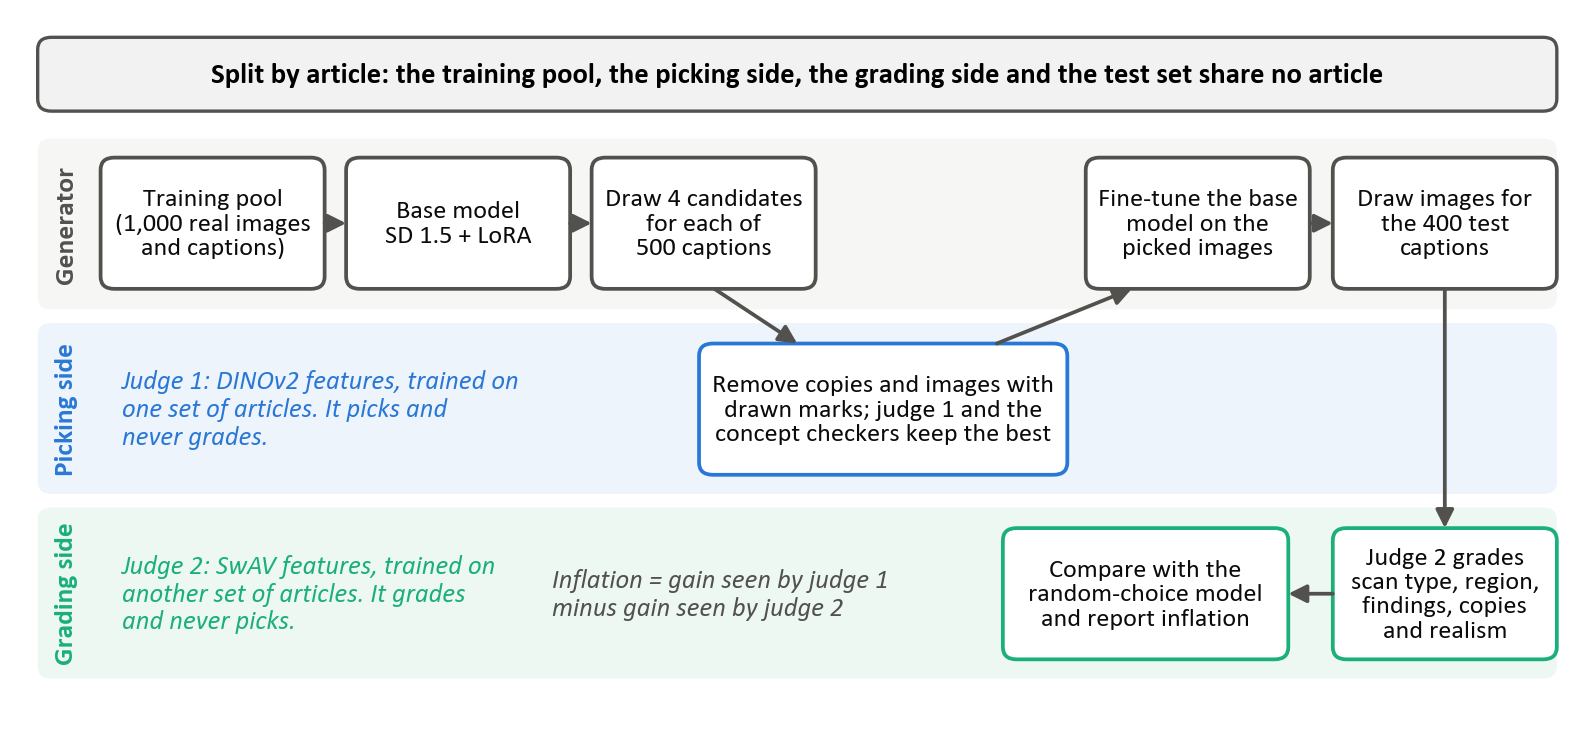 Split by article: the training pool, the picking side, the grading side and the test set share no article
Generator
Training pool
(1,000 real images
and captions)
Base model
SD 1.5 + LoRA
Draw 4 candidates
for each of
500 captions
Fine-tune the base
model on the
picked images
Draw images for
the 400 test
captions
Picking side
Judge 1: DINOv2 features, trained on
one set of articles. It picks and
never grades.
Remove copies and images with
drawn marks; judge 1 and the
concept checkers keep the best
Grading side
Judge 2: SwAV features, trained on
another set of articles. It grades
and never picks.
Inflation = gain seen by judge 1
minus gain seen by judge 2
Compare with the
random-choice model
and report inflation
Judge 2 grades
scan type, region,
findings, copies
and realism